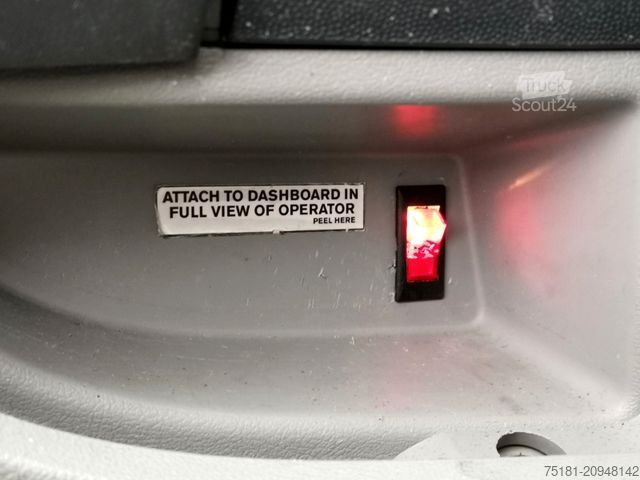 Truck
Scout24
ATTACH TO DASHBOARD IN
FULL VIEW OF OPERATOR
PEEL HERE
75181-20948142